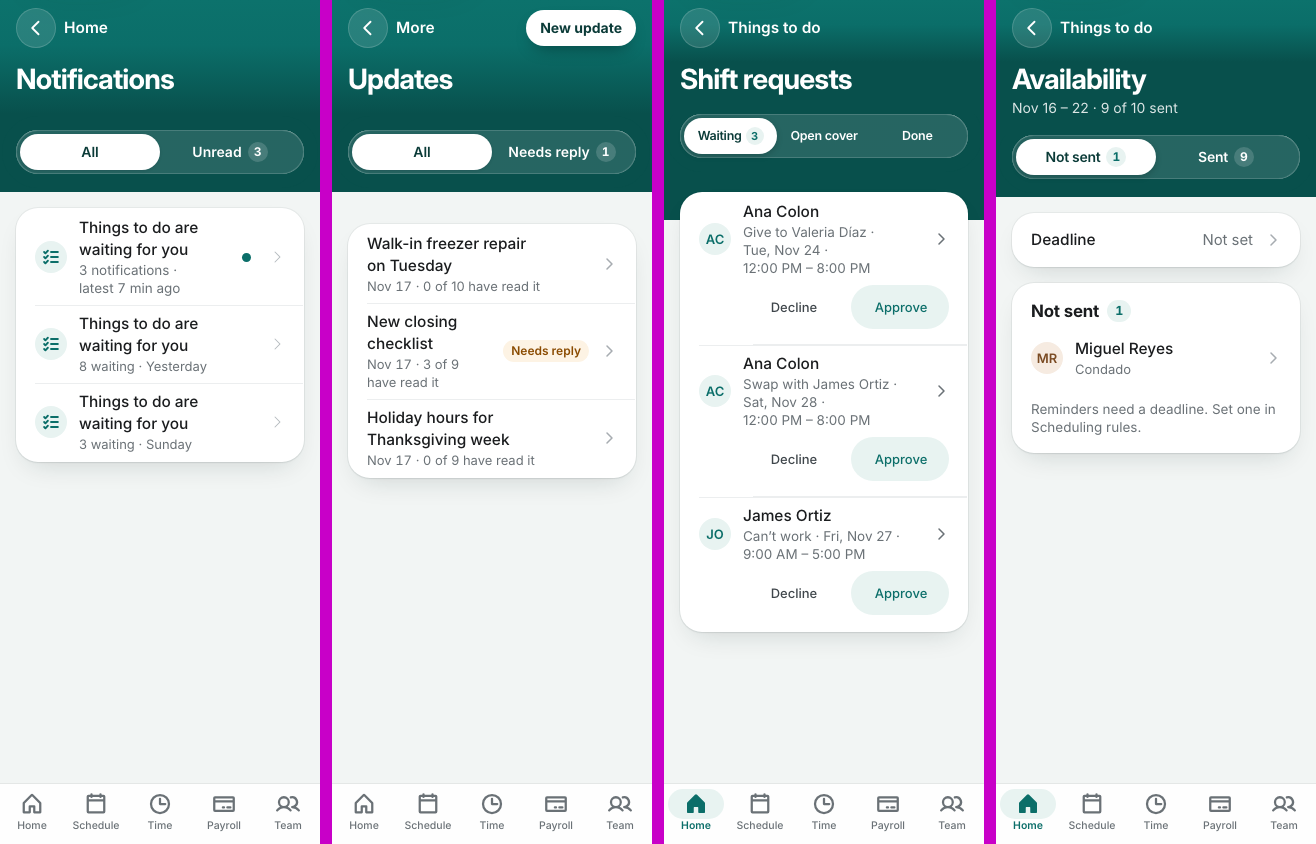 Home
Notifications
All
Unread 3
Things to do are
waiting for you
3 notifications ·
latest 7 min ago
Things to do are
waiting for you
8 waiting · Yesterday
Things to do are
waiting for you
3 waiting · Sunday
Home
Schedule
Time
Payroll
Team
More
New update
Updates
All
Needs reply 1
Walk-in freezer repair
on Tuesday
Nov 17 · 0 of 10 have read it
New closing
checklist
Nov 17 · 3 of 9
have read it
Needs reply
Holiday hours for
Thanksgiving week
Nov 17 · 0 of 9 have read it
Home
Schedule
Time
Payroll
Team
Things to do
Shift requests
Waiting 3
Open cover
Done
AC
Ana Colon
Give to Valeria Díaz ·
Tue, Nov 24 ·
12:00 PM – 8:00 PM
Decline
Approve
AC
Ana Colon
Swap with James Ortiz ·
Sat, Nov 28 ·
12:00 PM – 8:00 PM
Decline
Approve
JO
James Ortiz
Can’t work · Fri, Nov 27 ·
9:00 AM – 5:00 PM
Decline
Approve
Home
Schedule
Time
Payroll
Team
Things to do
Availability
Nov 16 – 22 · 9 of 10 sent
Not sent 1
Sent 9
Deadline
Not set
Not sent 1
MR
Miguel Reyes
Condado
Reminders need a deadline. Set one in
Scheduling rules.
Home
Schedule
Time
Payroll
Team